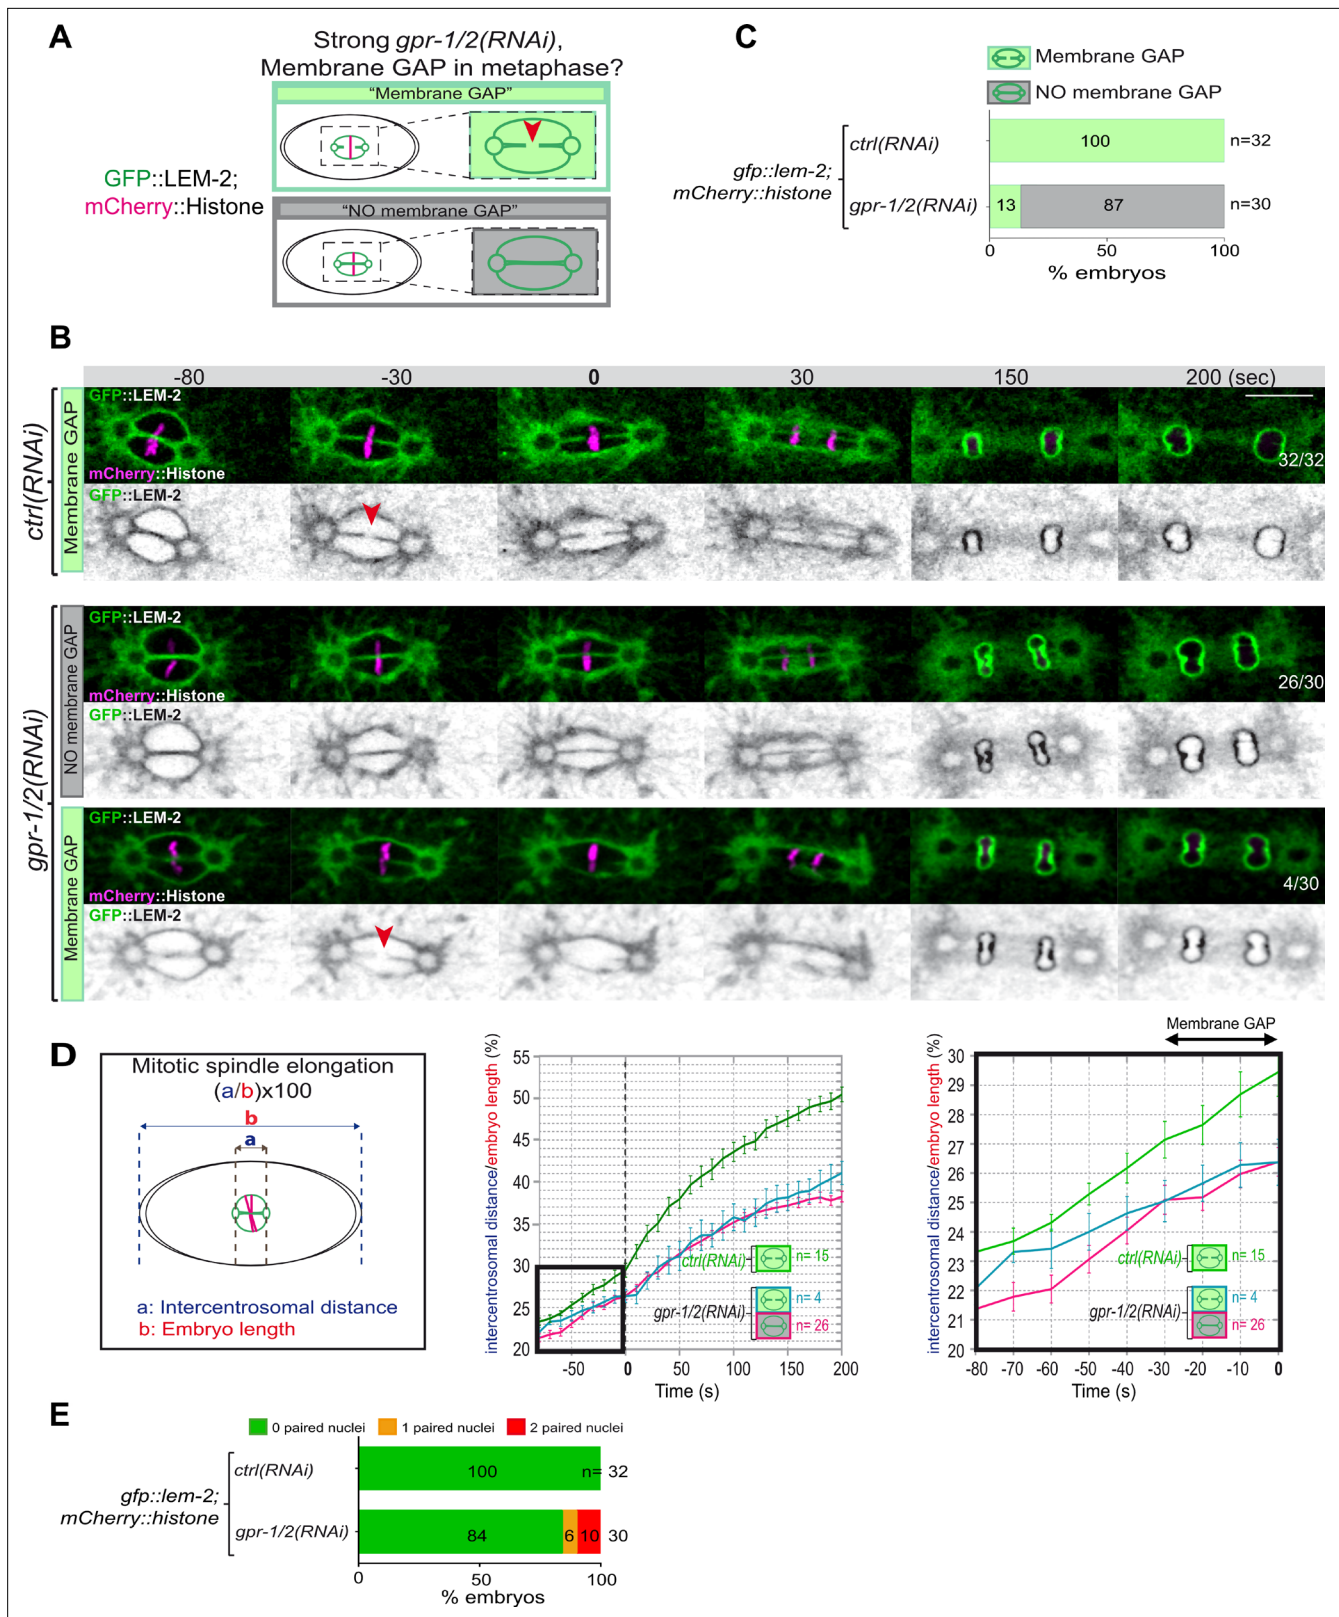 A
Strong gpr-1/2(RNAi),
Membrane GAP in metaphase?
"Membrane GAP"
GFP::LEM-2;
mCherry::Histone
"NO membrane GAP"
C
Membrane GAP
NO membrane GAP
gfp::lem-2;
mCherry::histone
ctrl(RNAi)
100
n=32
gpr-1/2(RNAi)
13
87
n=30
0
50
100
% embryos
B
-80
-30
0
30
150
200 (sec)
ctrl(RNAi)
Membrane GAP
GFP::LEM-2
mCherry::Histone
32/32
GFP::LEM-2
gpr-1/2(RNAi)
NO membrane GAP
GFP::LEM-2
mCherry::Histone
26/30
GFP::LEM-2
Membrane GAP
GFP::LEM-2
mCherry::Histone
4/30
GFP::LEM-2
D
Mitotic spindle elongation
(a/b)x100
b
a
a: Intercentrosomal distance
b: Embryo length
intercentrosomal distance/embryo length (%)
55
50
45
40
35
30
25
20
-50
0
50
100
150
200
Time (s)
ctrl(RNAi)
n= 15
gpr-1/2(RNAi)
n= 4
n= 26
Membrane GAP
intercentrosomal distance/embryo length (%)
30
29
28
27
26
25
24
23
22
21
20
-80
-70
-60
-50
-40
-30
-20
-10
0
Time (s)
ctrl(RNAi)
n= 15
gpr-1/2(RNAi)
n= 4
n= 26
E
0 paired nuclei
1 paired nuclei
2 paired nuclei
gfp::lem-2;
mCherry::histone
ctrl(RNAi)
100
n= 32
gpr-1/2(RNAi)
84
6
10
30
0
100
% embryos